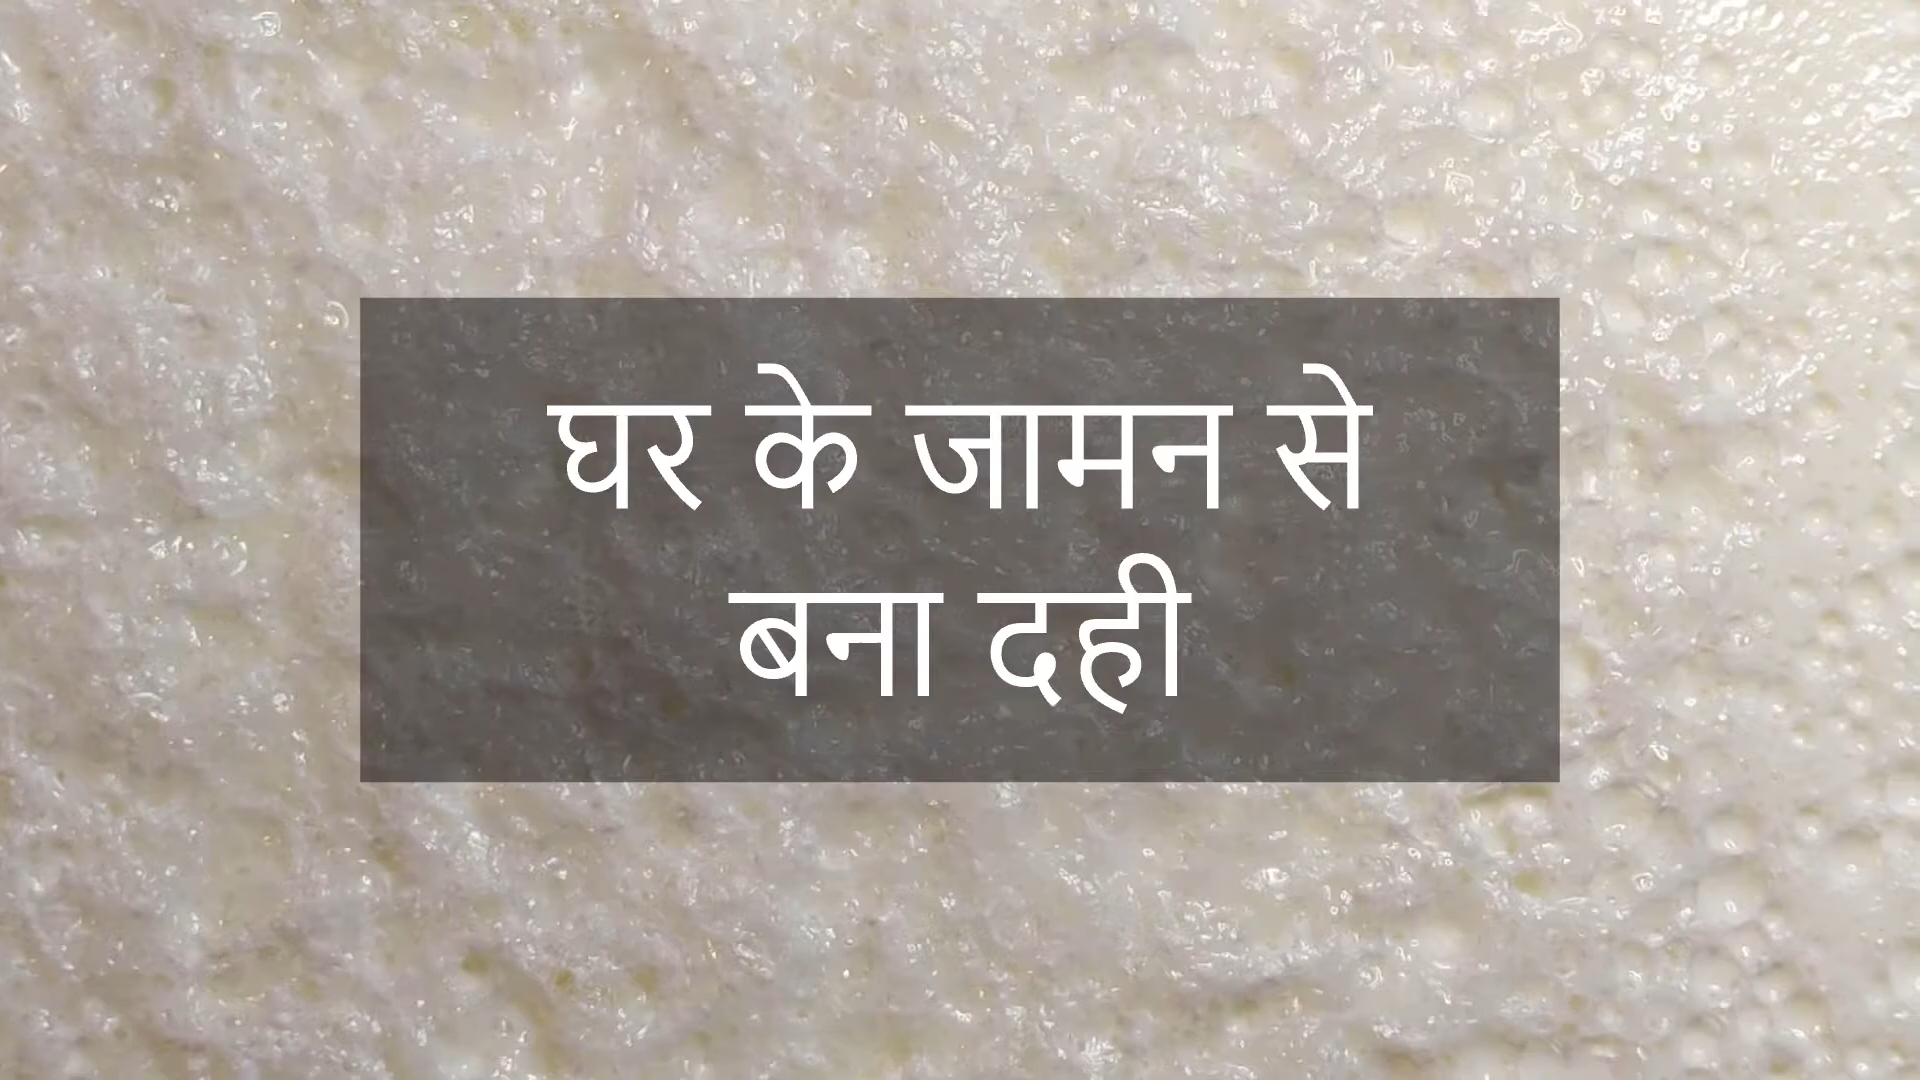 घर के जामन से
बना दही